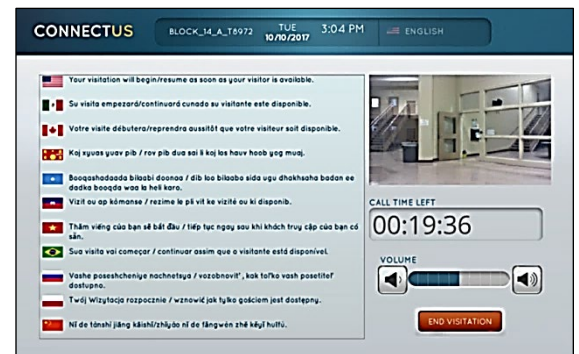 CONNECTUS
BLOCK_14_A_T8972
TUE
10/10/2017
3:04 PM
ENGLISH
Your visitation will begin/resume as soon as your visitor is available.
Su visita empezará/continuará cunado su visitante este disponible.
Votre visite débutera/reprendra aussitôt que votre visiteur soit disponible.
Koj syuas yuav pib / rov pib dua sai li koj los hauv hoob yog muaj.
Booqashadaada bilaabi doonaa / dib loo bilaabo sida ugu dhakhsaha badan ee
dadka booqda waa la heli karo.
Vizit ou ap kòmanse / rezime le pli vit ke vizitè ou ki disponib.
Thăm viếng của bạn sẽ bắt đầu / tiếp tục ngay sau khi khách truy cập của bạn có
sẵn.
Sua visita vai começar / continuar assim que o visitante está disponível.
Vashe poseshcheniye nachnetsya / vozobnovit', kak tol'ko vash posetitel'
dostupno.
Twój Wizytacja rozpocznie / wznowić jak tylko gościem jest dostępny.
Nǐ de tànshì jiāng kāishǐ/zhǐyào nǐ de fǎngwèn zhě kěyǐ huīfù.
CALL TIME LEFT
00:19:36
VOLUME
END VISITATION